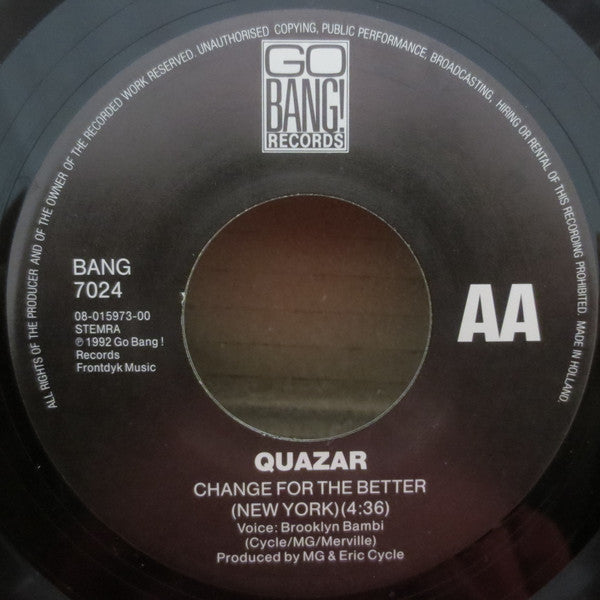 ALL RIGHTS OF THE PRODUCER AND OF THE OWNER OF THE RECORDED WORK RESERVED. UNAUTHORISED COPYING, PUBLIC PERFORMANCE, BROADCASTING, HIRING OR RENTAL OF THIS RECORDING PROHIBITED. MADE IN HOLLAND.
GO
BANG!
RECORDS
BANG
7024
08-015973-00
STEMRA
℗ 1992 Go Bang!
Records
Frontdyk Music
AA
QUAZAR
CHANGE FOR THE BETTER
(NEW YORK)(4:36)
Voice: Brooklyn Bambi
(Cycle/MG/Merville)
Produced by MG & Eric Cycle